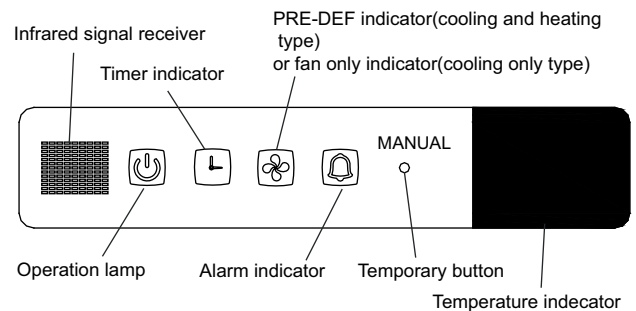 PRE-DEF indicator(cooling and heating
type)
or fan only indicator(cooling only type)
Infrared signal receiver
Timer indicator
MANUAL
Operation lamp
Alarm indicator
Temporary button
Temperature indecator